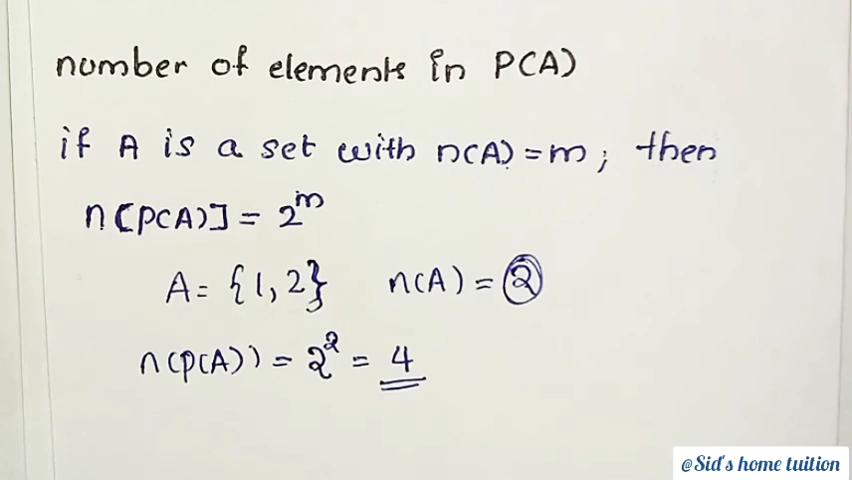 number of elements in P(A)
if A is a set with n(A) = m; then
n[P(A)] = 2^m
A = {1, 2} n(A) = 2
n(P(A)) = 2^2 = 4
@Sid's home tuition